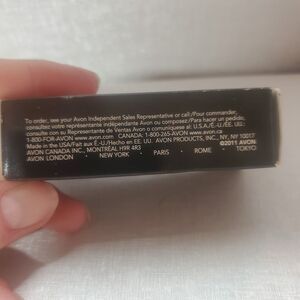 To order, see your Avon Independent Sales Representative or call:/Pour commander,
consultez votre représentante indépendante Avon ou composez:/Para hacer un pedido,
consulte con su Representante de Ventas Avon o comuníquese al: U.S.A./É.-U./EE. UU.:
1-800-FOR-AVON www.avon.com CANADA: 1-800-265-AVON www.avon.ca
Made in the USA/Fait aux É.-U./Hecho en EE. UU. AVON PRODUCTS, INC., NY, NY 10017
AVON CANADA INC., MONTRÉAL H9R 4R3 ©2011 AVON
AVON LONDON · NEW YORK · PARIS · ROME · TOKYO